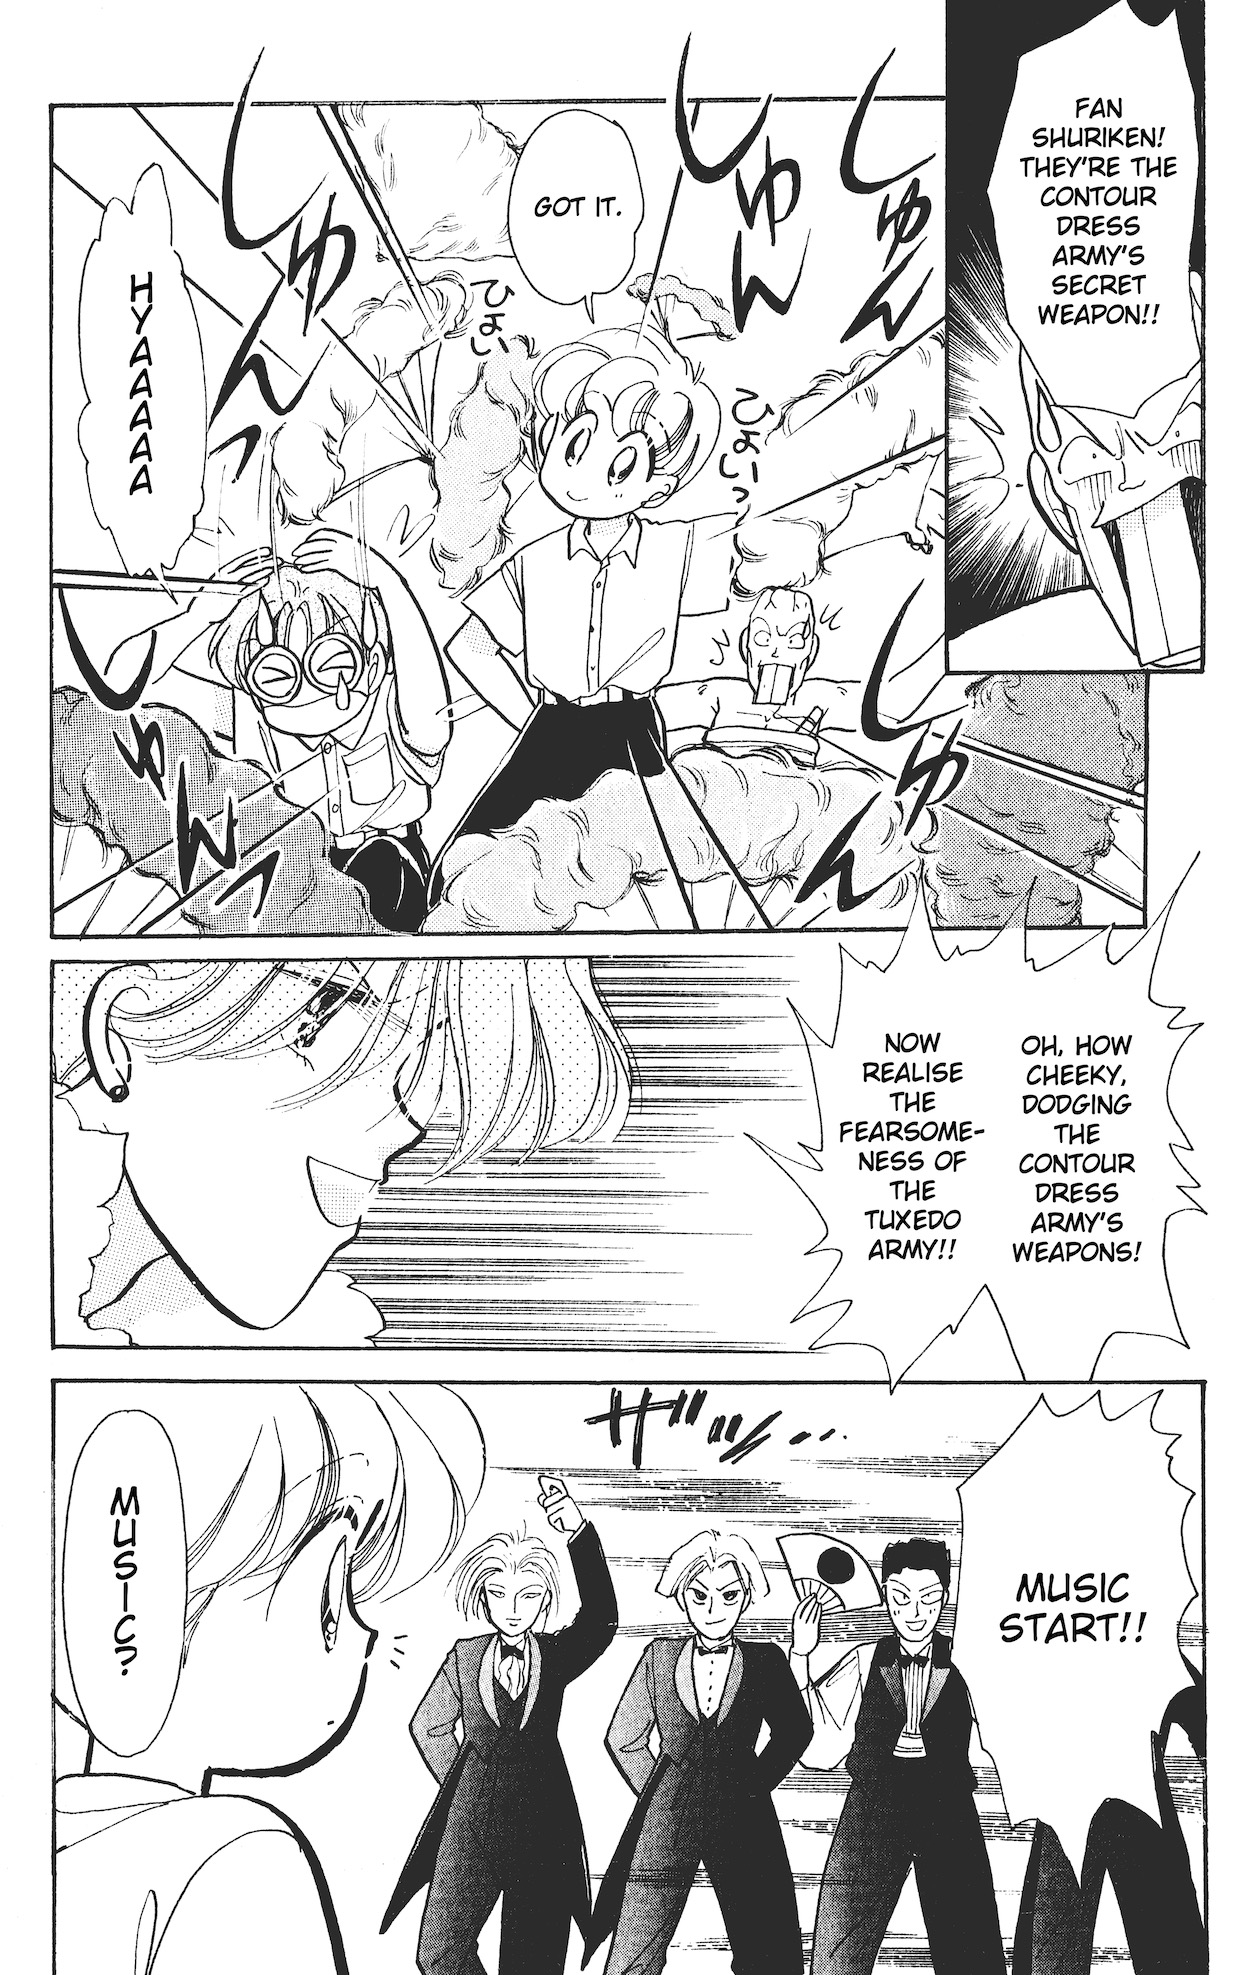 FAN
SHURIKEN!
THEY'RE THE
CONTOUR
DRESS
ARMY'S
SECRET
WEAPON!!
GOT IT.
しゅん
しゅん
しゅんっ
ひょい
ひょいっ
HYAAAAA
しゅんっ
しゅん
OH, HOW
CHEEKY,
DODGING
THE
CONTOUR
DRESS
ARMY'S
WEAPONS!
NOW
REALISE
THE
FEARSOME-
NESS OF
THE
TUXEDO
ARMY!!
ザッ…
MUSIC
START!!
MUSIC?